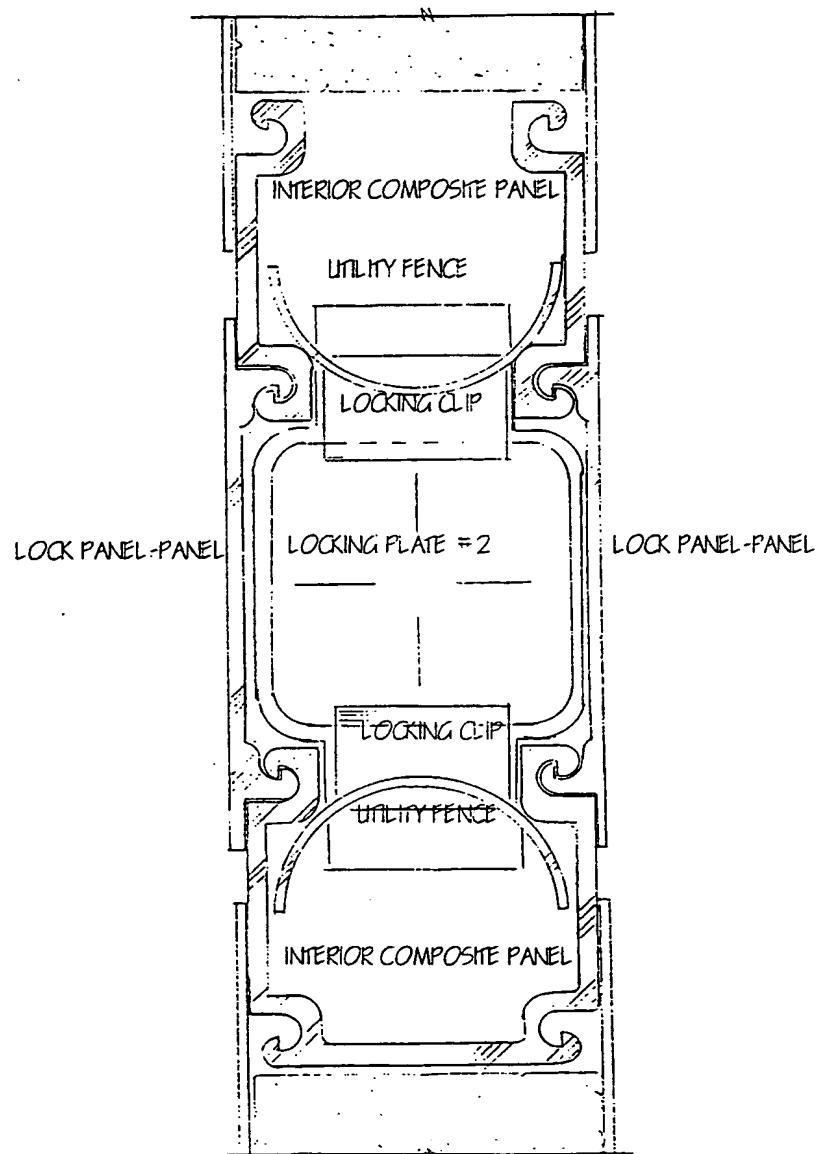 INTERIOR COMPOSITE PANEL
UTILITY FENCE
LOCKING CLIP
LOCK PANEL-PANEL
LOCKING PLATE =2
LOCK PANEL-PANEL
LOCKING CLIP
UTILITY FENCE
INTERIOR COMPOSITE PANEL